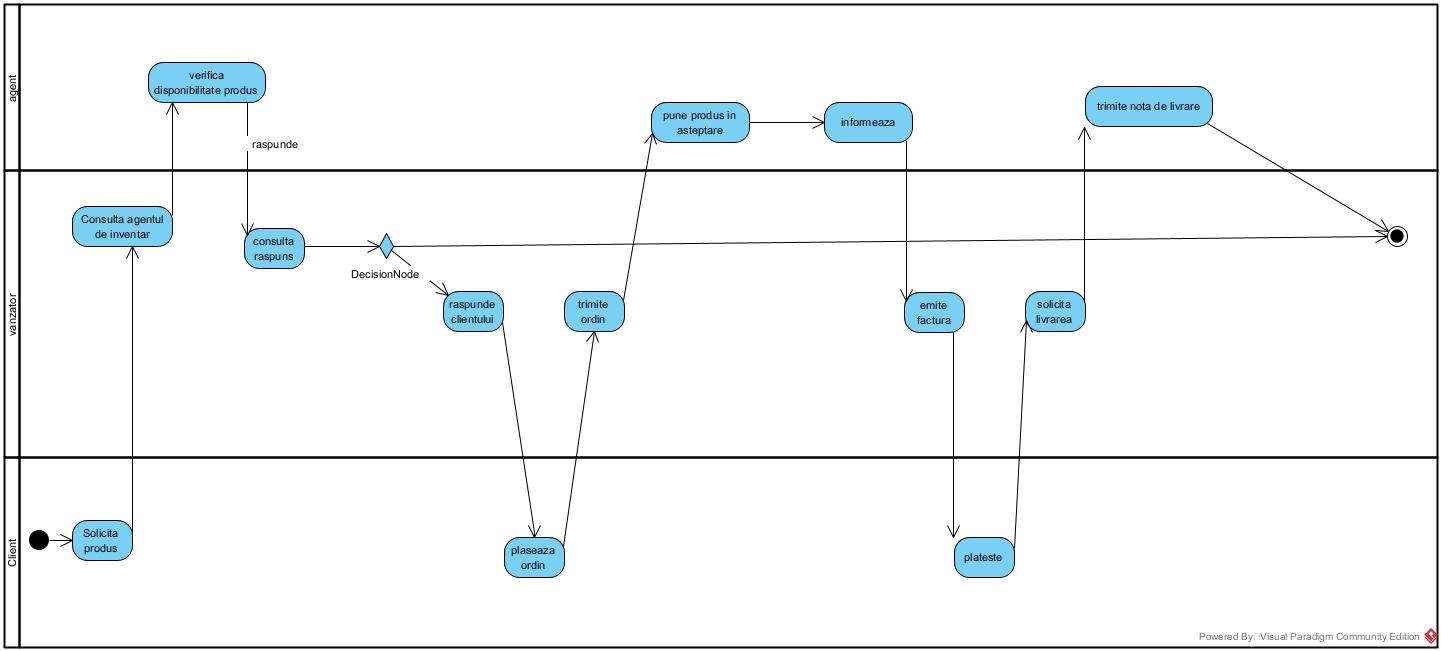 agent
verifica
disponibilitate produs
raspunde
pune produs in
asteptare
informeaza
trimite nota de livrare
vanzator
Consulta agentul
de inventar
consulta
raspuns
DecisionNode
raspunde
clientului
trimite
ordin
emite
factura
solicita
livrarea
Client
Solicita
produs
plaseaza
ordin
plateste
Powered By Visual Paradigm Community Edition